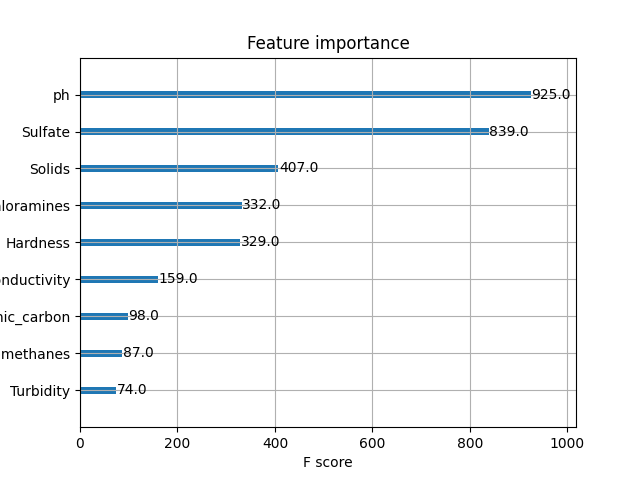 Feature importance
ph 925.0
Sulfate 839.0
Solids 407.0
loramines 332.0
Hardness 329.0
nductivity 159.0
nic_carbon 98.0
methanes 87.0
Turbidity 74.0
0 200 400 600 800 1000
F score